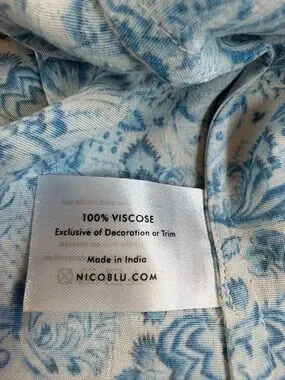 100% VISCOSE
Exclusive of Decoration or Trim
Made in India
NICOBLU.COM